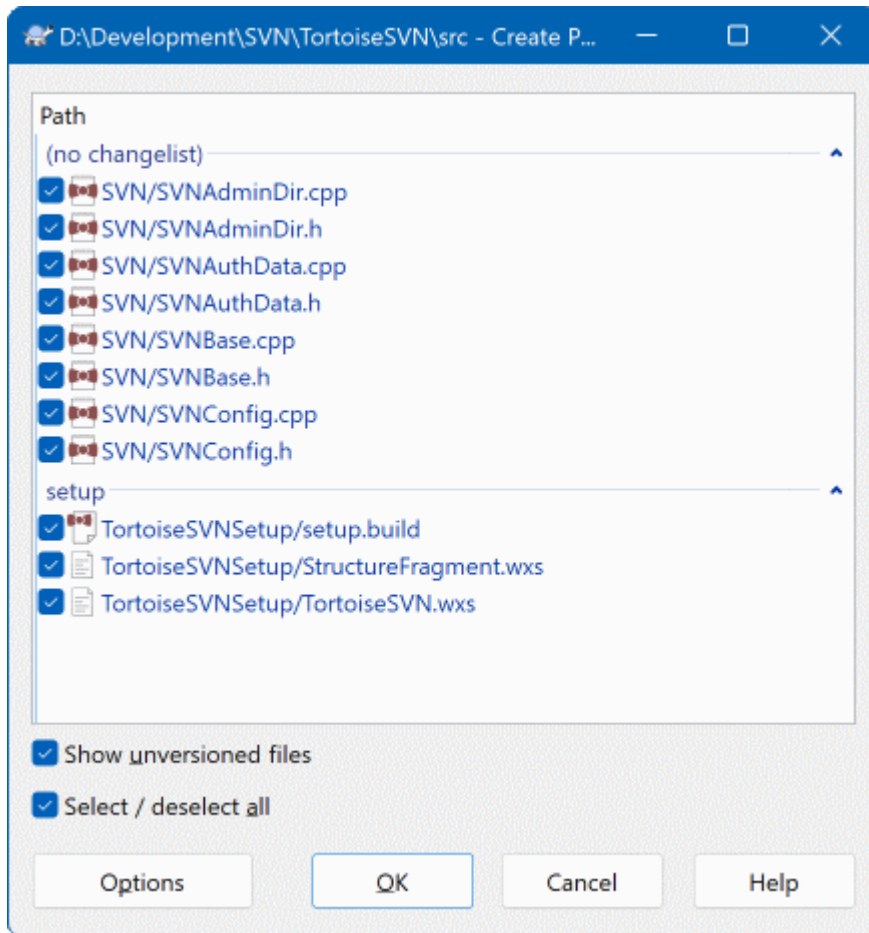 D:\Development\SVN\TortoiseSVN\src - Create P...
Path
(no changelist)
SVN/SVNAdminDir.cpp
SVN/SVNAdminDir.h
SVN/SVNAuthData.cpp
SVN/SVNAuthData.h
SVN/SVNBase.cpp
SVN/SVNBase.h
SVN/SVNConfig.cpp
SVN/SVNConfig.h
setup
TortoiseSVNSetup/setup.build
TortoiseSVNSetup/StructureFragment.wxs
TortoiseSVNSetup/TortoiseSVN.wxs
Show unversioned files
Select / deselect all
Options OK Cancel Help